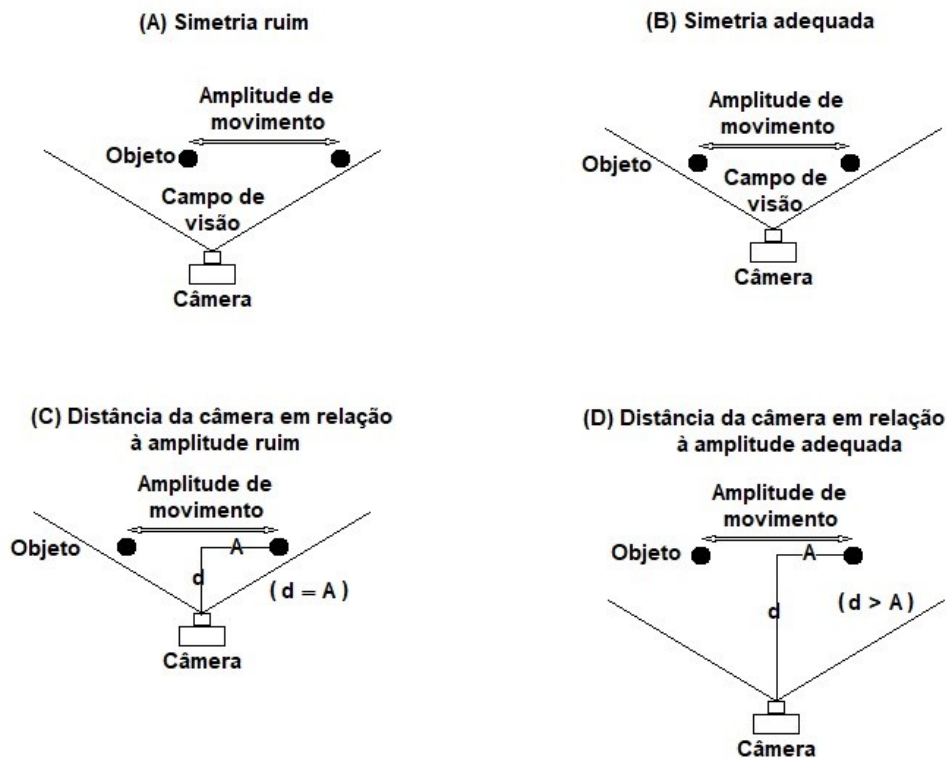 (A) Simetria ruim
Amplitude de
movimento
Objeto
Campo de
visão
Câmera
(B) Simetria adequada
Amplitude de
movimento
Objeto
Campo de
visão
Câmera
(C) Distância da câmera em relação
à amplitude ruim
Amplitude de
movimento
Objeto
A
d
( d = A )
Câmera
(D) Distância da câmera em relação
à amplitude adequada
Amplitude de
movimento
Objeto
A
d
( d > A )
Câmera